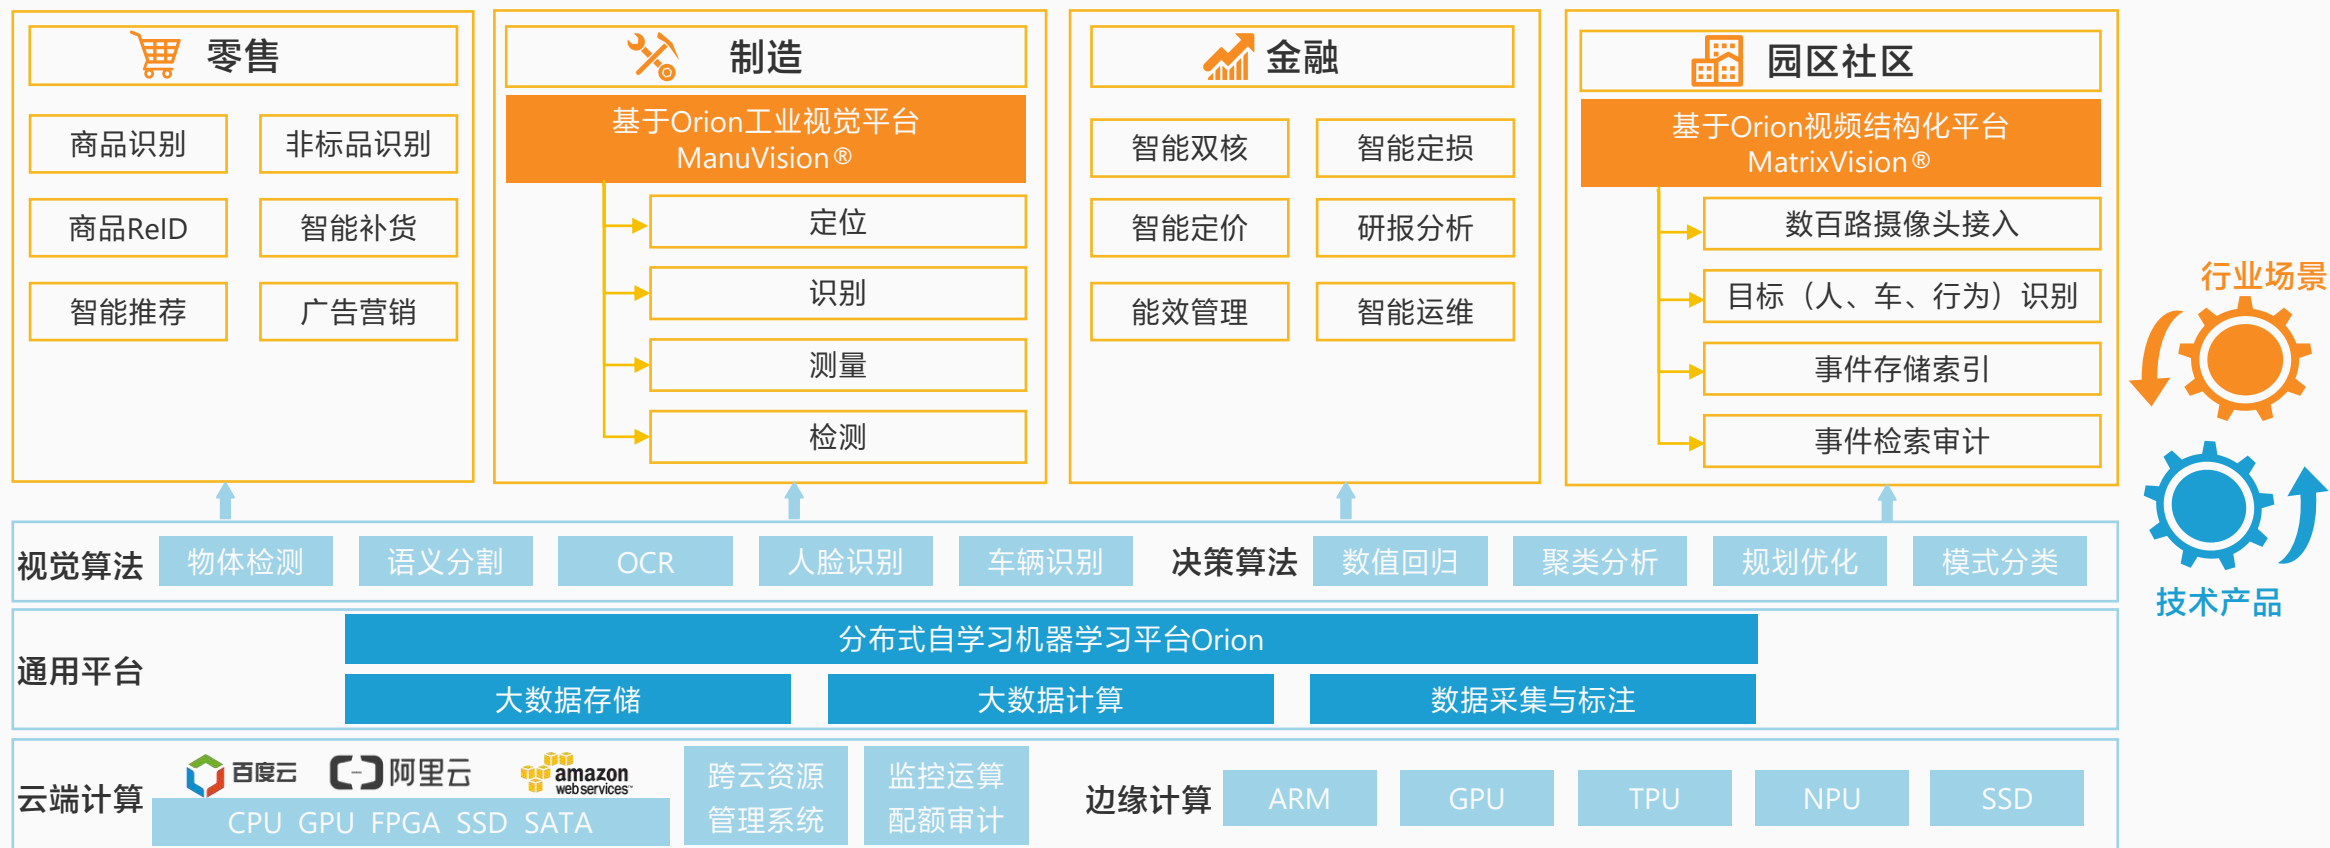 零售
商品识别
非标品识别
商品ReID
智能补货
智能推荐
广告营销
制造
基于Orion工业视觉平台
ManuVision®
定位
识别
测量
检测
金融
智能双核
智能定损
智能定价
研报分析
能效管理
智能运维
园区社区
基于Orion视频结构化平台
MatrixVision®
数百路摄像头接入
目标（人、车、行为）识别
事件存储索引
事件检索审计
行业场景
技术产品
视觉算法
物体检测
语义分割
OCR
人脸识别
车辆识别
决策算法
数值回归
聚类分析
规划优化
模式分类
通用平台
分布式自学习机器学习平台Orion
大数据存储
大数据计算
数据采集与标注
云端计算
百度云
阿里云
amazon
webservices™
CPU GPU FPGA SSD SATA
跨云资源
管理系统
监控运算
配额审计
边缘计算
ARM
GPU
TPU
NPU
SSD